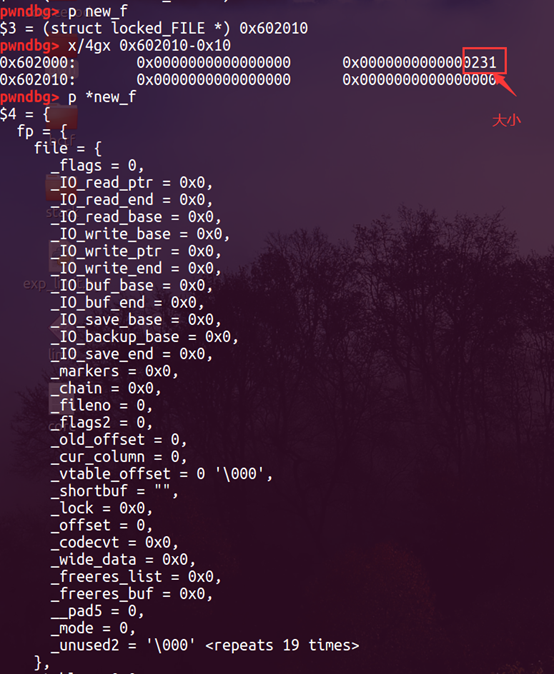 pwndbg> p new_f
$3 = (struct locked_FILE *) 0x602010
pwndbg> x/4gx 0x602010-0x10
0x602000: 0x0000000000000000 0x0000000000000231
0x602010: 0x0000000000000000 0x0000000000000000
大小
pwndbg> p *new_f
$4 = {
fp = {
file = {
_flags = 0,
_IO_read_ptr = 0x0,
_IO_read_end = 0x0,
_IO_read_base = 0x0,
_IO_write_base = 0x0,
_IO_write_ptr = 0x0,
_IO_write_end = 0x0,
_IO_buf_base = 0x0,
_IO_buf_end = 0x0,
_IO_save_base = 0x0,
_IO_backup_base = 0x0,
_IO_save_end = 0x0,
_markers = 0x0,
_chain = 0x0,
_fileno = 0,
_flags2 = 0,
_old_offset = 0,
_cur_column = 0,
_vtable_offset = 0 '\000',
_shortbuf = "",
_lock = 0x0,
_offset = 0,
_codecvt = 0x0,
_wide_data = 0x0,
_freeres_list = 0x0,
_freeres_buf = 0x0,
__pad5 = 0,
_mode = 0,
_unused2 = '\000' <repeats 19 times>
},